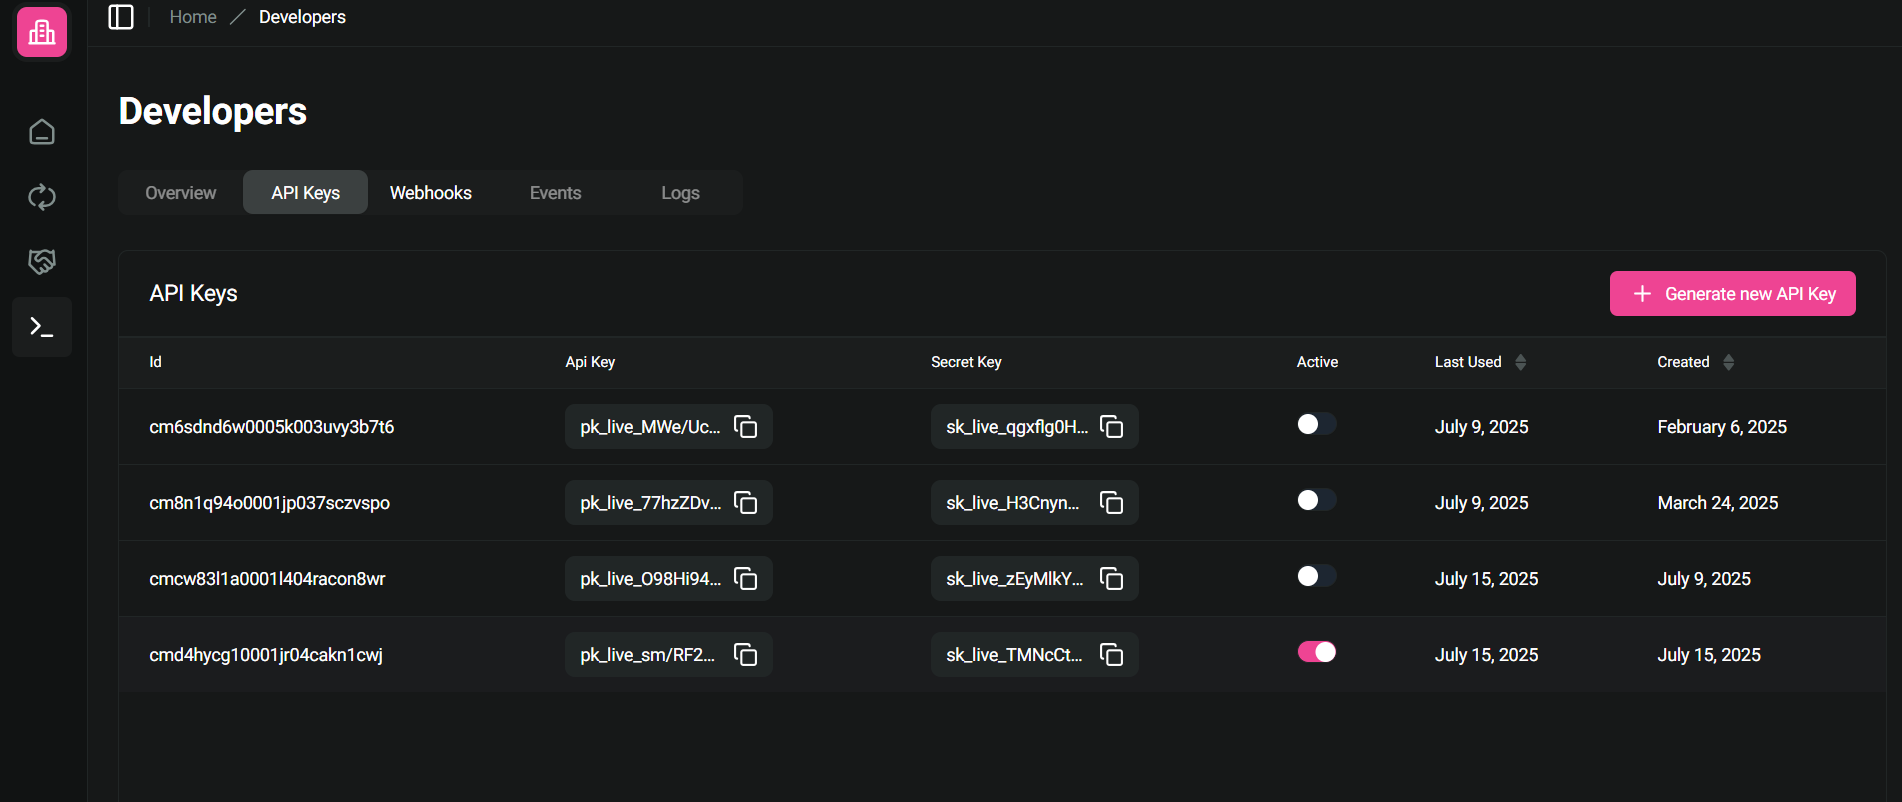 Home / Developers
Developers
Overview API Keys Webhooks Events Logs
API Keys
+ Generate new API Key
Id Api Key Secret Key Active Last Used Created
cm6sdnd6w0005k003uvy3b7t6 pk_live_MWe/Uc... sk_live_qgxflg0H... July 9, 2025 February 6, 2025
cm8n1q94o0001jp037sczvspo pk_live_77hzZDv... sk_live_H3Cnyn... July 9, 2025 March 24, 2025
cmcw83l1a0001l404racon8wr pk_live_O98Hi94... sk_live_zEyMlkY... July 15, 2025 July 9, 2025
cmd4hycg10001jr04cakn1cwj pk_live_sm/RF2... sk_live_TMNcCt... July 15, 2025 July 15, 2025